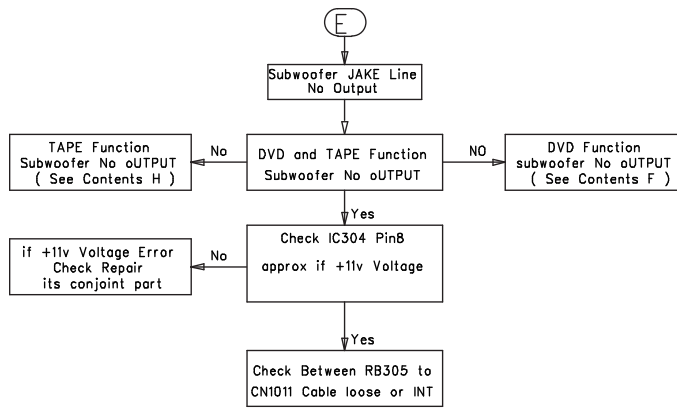 E
Subwoofer JAKE Line
No Output
TAPE Function
Subwoofer No oUTPUT
( See Contents H )
No
DVD and TAPE Function
Subwoofer No oUTPUT
NO
DVD Function
subwoofer No oUTPUT
( See Contents F )
Yes
if +11v Voltage Error
Check Repair
its conjoint part
No
Check IC304 Pin8
approx if +11v Voltage
Yes
Check Between RB305 to
CN1011 Cable loose or INT